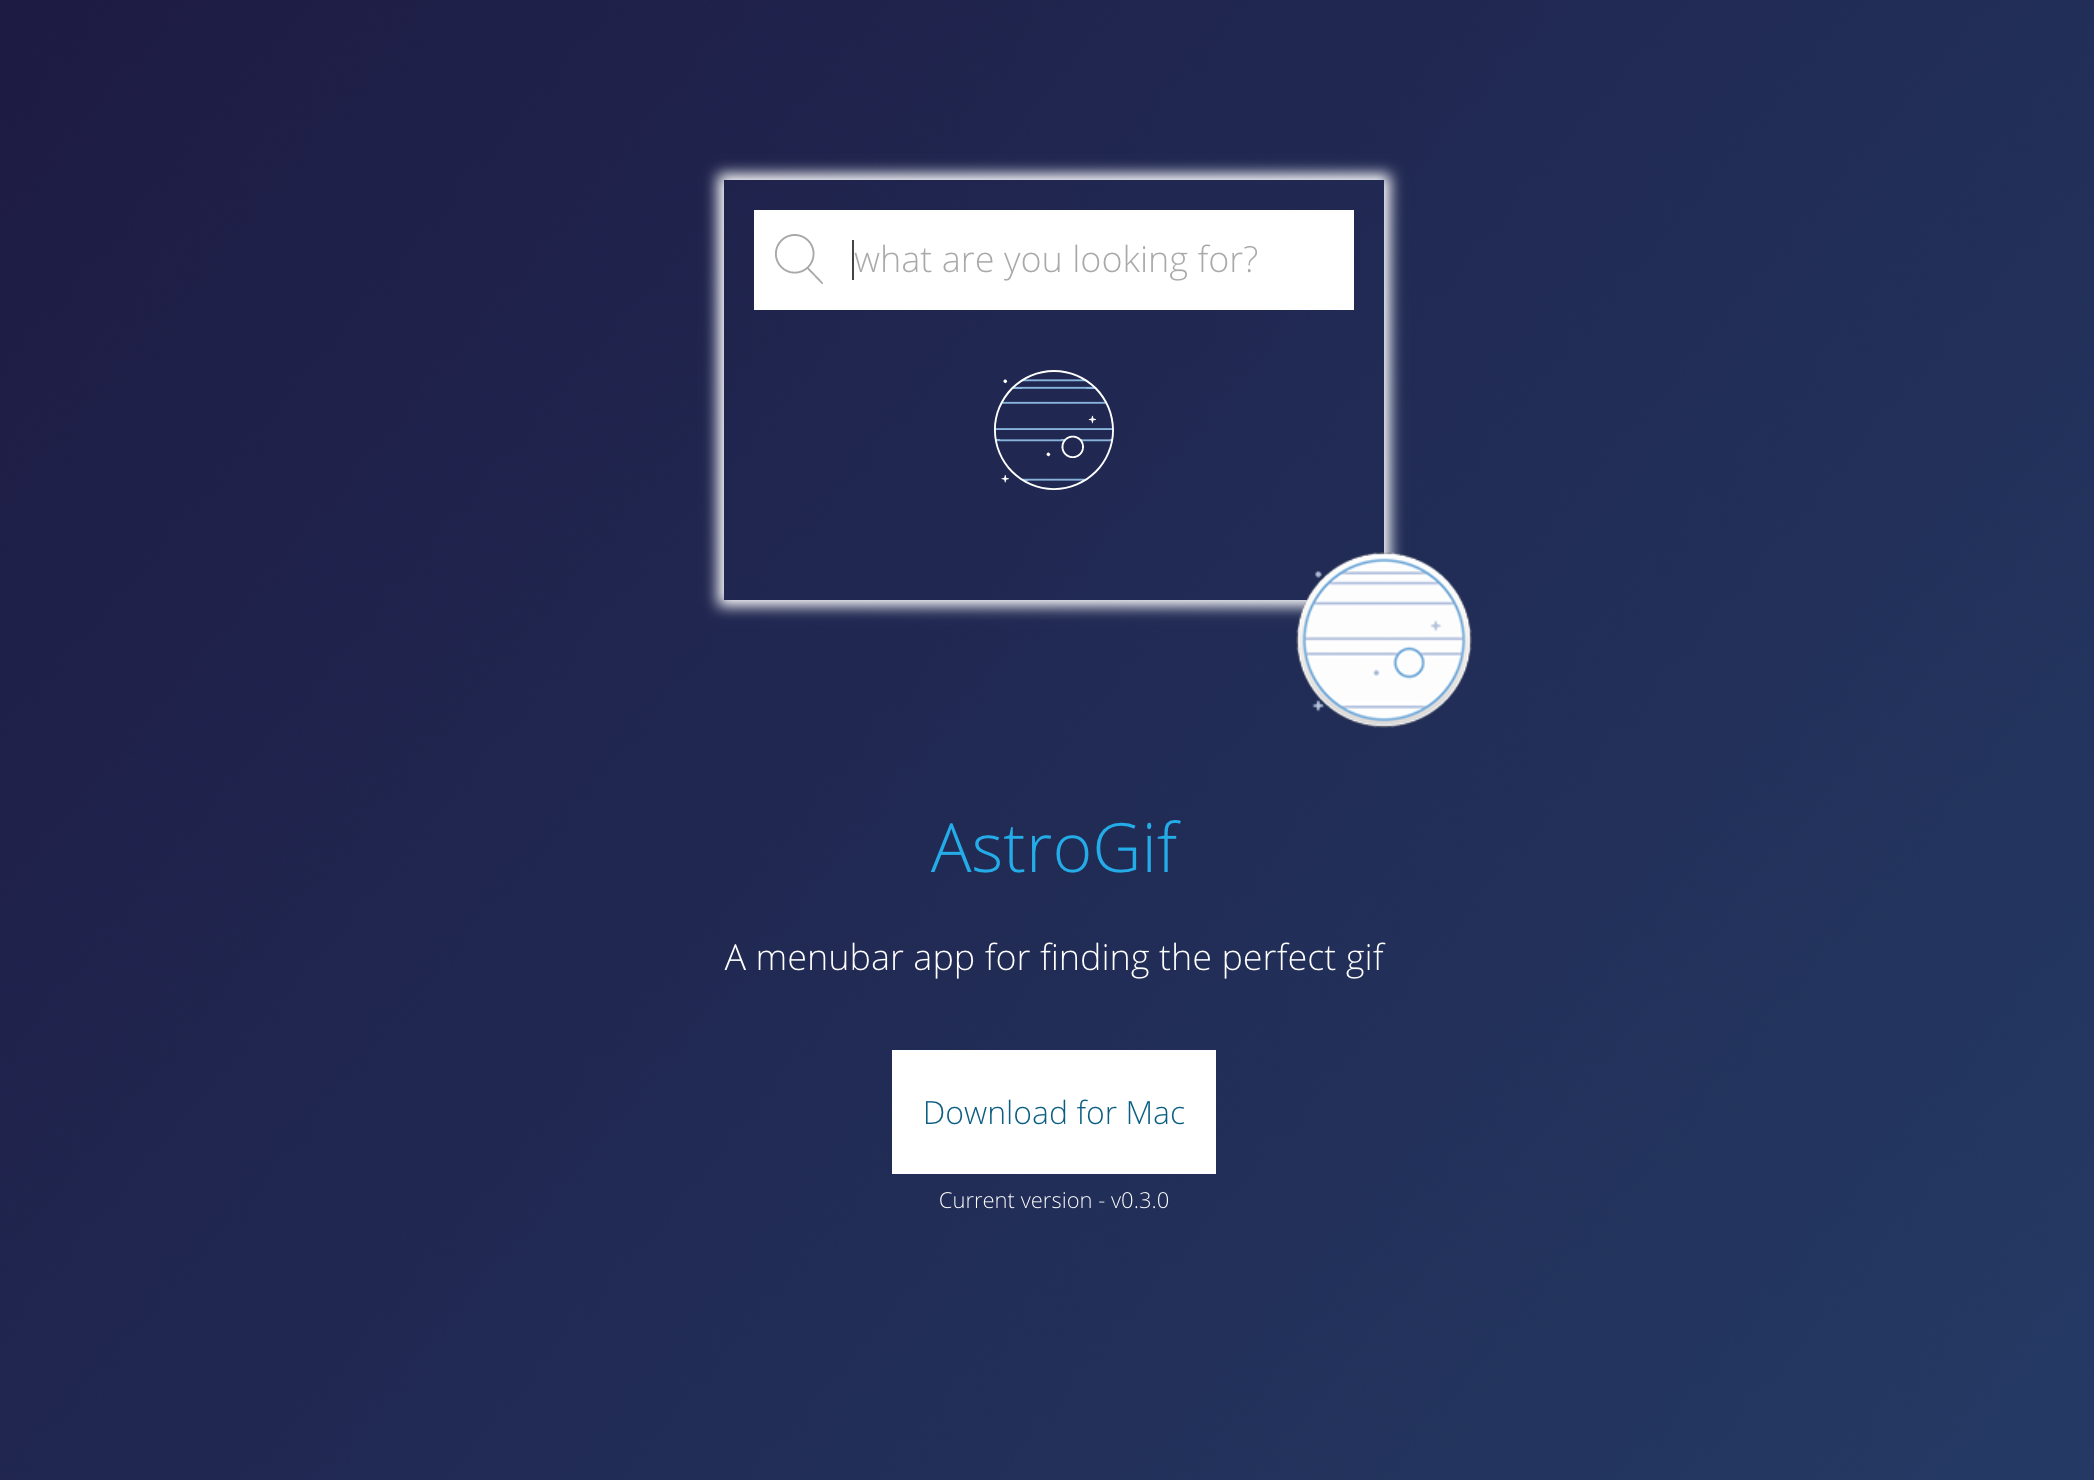 what are you looking for?
AstroGif
A menubar app for finding the perfect gif
Download for Mac
Current version - v0.3.0